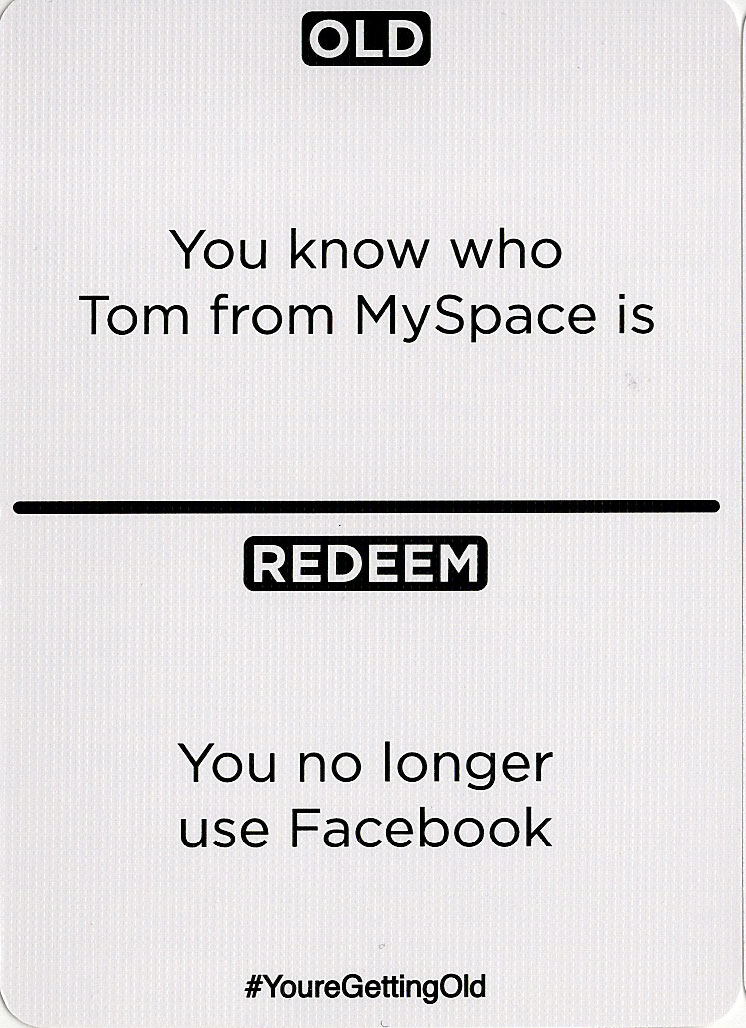 OLD
You know who
Tom from MySpace is
REDEEM
You no longer
use Facebook
#YoureGettingOld